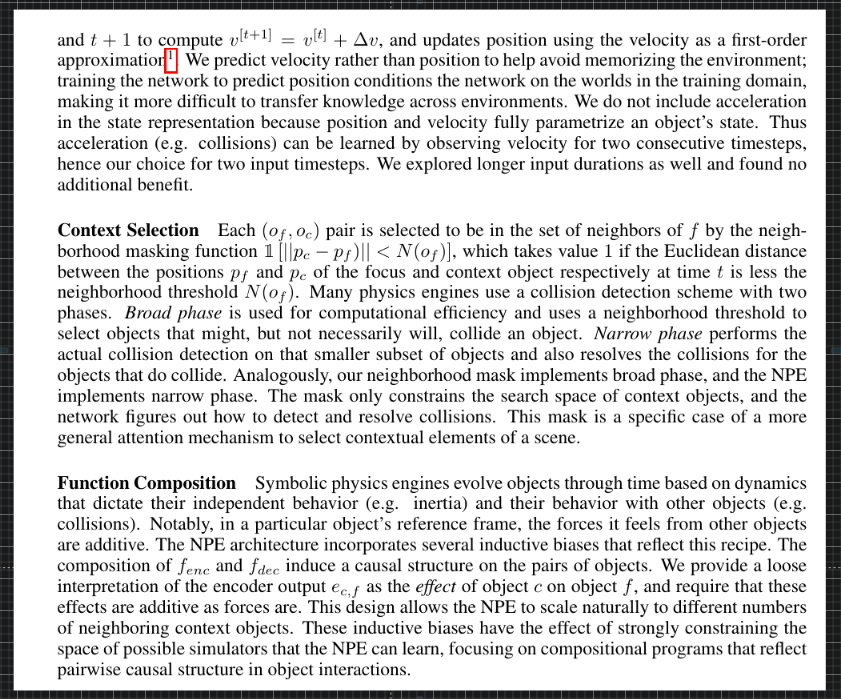 and t + 1 to compute v^[t+1] = v^[t] + Δv, and updates position using the velocity as a first-order
approximation¹. We predict velocity rather than position to help avoid memorizing the environment;
training the network to predict position conditions the network on the worlds in the training domain,
making it more difficult to transfer knowledge across environments. We do not include acceleration
in the state representation because position and velocity fully parametrize an object's state. Thus
acceleration (e.g. collisions) can be learned by observing velocity for two consecutive timesteps,
hence our choice for two input timesteps. We explored longer input durations as well and found no
additional benefit.
Context Selection Each (o_f, o_c) pair is selected to be in the set of neighbors of f by the neigh-
borhood masking function 𝟙 [||p_c − p_f)|| < N(o_f)], which takes value 1 if the Euclidean distance
between the positions p_f and p_c of the focus and context object respectively at time t is less the
neighborhood threshold N(o_f). Many physics engines use a collision detection scheme with two
phases. Broad phase is used for computational efficiency and uses a neighborhood threshold to
select objects that might, but not necessarily will, collide an object. Narrow phase performs the
actual collision detection on that smaller subset of objects and also resolves the collisions for the
objects that do collide. Analogously, our neighborhood mask implements broad phase, and the NPE
implements narrow phase. The mask only constrains the search space of context objects, and the
network figures out how to detect and resolve collisions. This mask is a specific case of a more
general attention mechanism to select contextual elements of a scene.
Function Composition Symbolic physics engines evolve objects through time based on dynamics
that dictate their independent behavior (e.g. inertia) and their behavior with other objects (e.g.
collisions). Notably, in a particular object's reference frame, the forces it feels from other objects
are additive. The NPE architecture incorporates several inductive biases that reflect this recipe. The
composition of f_enc and f_dec induce a causal structure on the pairs of objects. We provide a loose
interpretation of the encoder output e_c,f as the effect of object c on object f, and require that these
effects are additive as forces are. This design allows the NPE to scale naturally to different numbers
of neighboring context objects. These inductive biases have the effect of strongly constraining the
space of possible simulators that the NPE can learn, focusing on compositional programs that reflect
pairwise causal structure in object interactions.